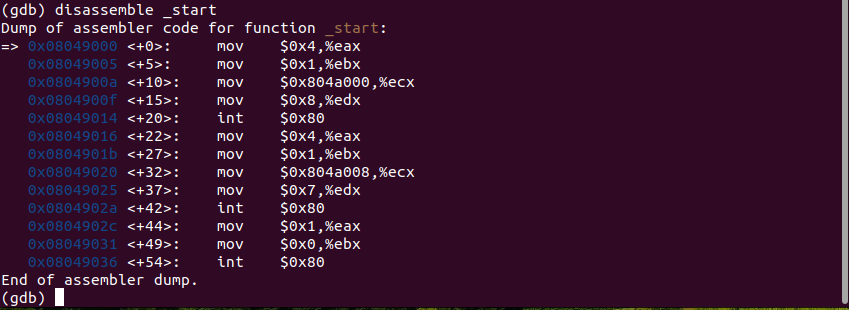 (gdb) disassemble _start
Dump of assembler code for function _start:
=> 0x08049000 <+0>:	mov    $0x4,%eax
   0x08049005 <+5>:	mov    $0x1,%ebx
   0x0804900a <+10>:	mov    $0x804a000,%ecx
   0x0804900f <+15>:	mov    $0x8,%edx
   0x08049014 <+20>:	int    $0x80
   0x08049016 <+22>:	mov    $0x4,%eax
   0x0804901b <+27>:	mov    $0x1,%ebx
   0x08049020 <+32>:	mov    $0x804a008,%ecx
   0x08049025 <+37>:	mov    $0x7,%edx
   0x0804902a <+42>:	int    $0x80
   0x0804902c <+44>:	mov    $0x1,%eax
   0x08049031 <+49>:	mov    $0x0,%ebx
   0x08049036 <+54>:	int    $0x80
End of assembler dump.
(gdb)